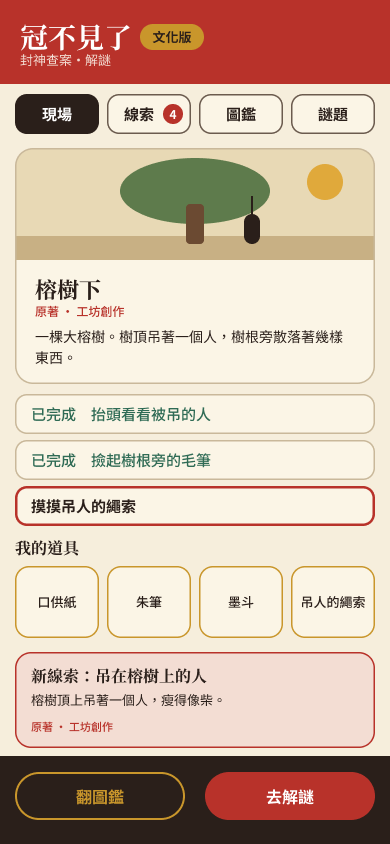 冠不見了 文化版
封神查案・解謎
現場 線索 4 圖鑑 謎題
榕樹下
原著 ・ 工坊創作
一棵大榕樹。樹頂吊著一個人，樹根旁散落著幾樣
東西。
已完成 抬頭看看被吊的人
已完成 撿起樹根旁的毛筆
摸摸吊人的繩索
我的道具
口供紙 朱筆 墨斗 吊人的繩索
新線索：吊在榕樹上的人
榕樹頂上吊著一個人，瘦得像柴。
原著 ・ 工坊創作
翻圖鑑 去解謎